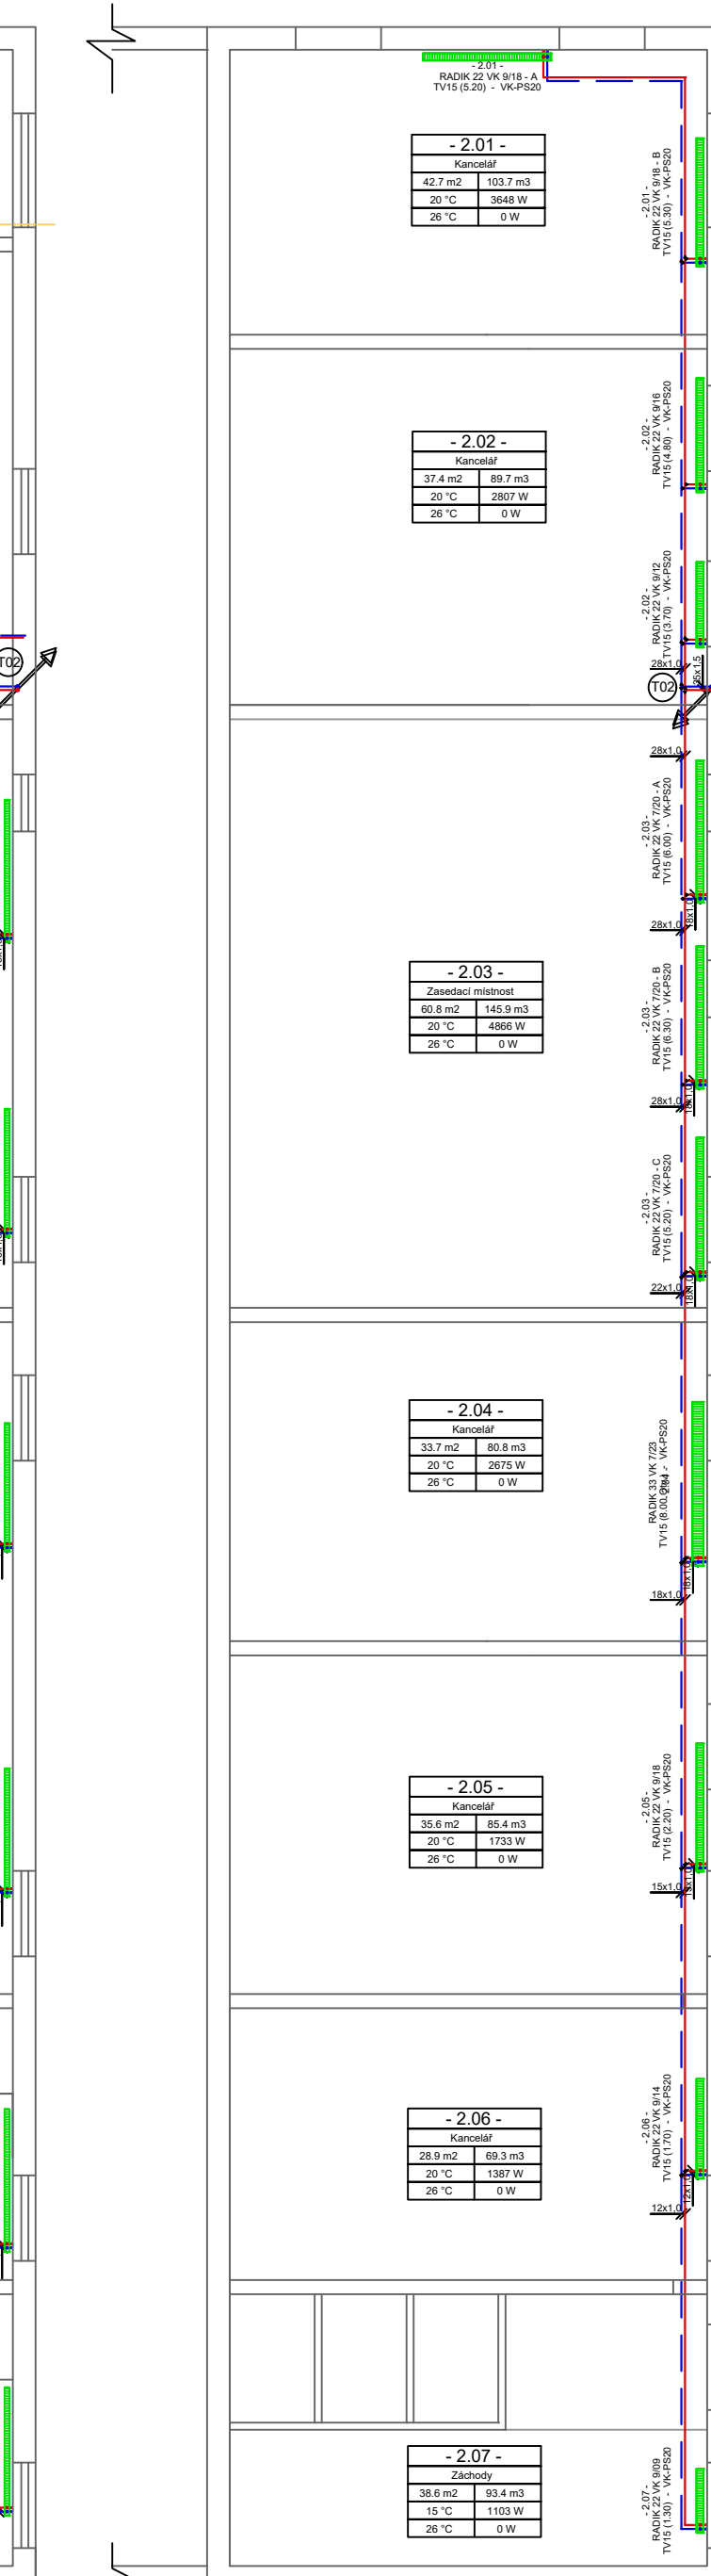 - 2.01 -
RADIK 22 VK 9/18 - A
TV15 (5.20) - VK-PS20
- 2.01 -
Kancelář
42.7 m2 103.7 m3
20 °C 3648 W
26 °C 0 W
- 2.01 -
RADIK 22 VK 9/18 - B
TV15 (5.30) - VK-PS20
- 2.02 -
Kancelář
37.4 m2 89.7 m3
20 °C 2807 W
26 °C 0 W
- 2.02 -
RADIK 22 VK 9/16
TV15 (4.80) - VK-PS20
- 2.02 -
RADIK 22 VK 9/12
TV15 (3.70) - VK-PS20
28x1,0
35x1,5
T02
T02
28x1,0
- 2.03 -
RADIK 22 VK 7/20 - A
TV15 (6.00) - VK-PS20
18x1,0
28x1,0
- 2.03 -
Zasedací místnost
60.8 m2 145.9 m3
20 °C 4866 W
26 °C 0 W
- 2.03 -
RADIK 22 VK 7/20 - B
TV15 (6.30) - VK-PS20
18x1,0
28x1,0
- 2.03 -
RADIK 22 VK 7/20 - C
TV15 (5.20) - VK-PS20
18x1,0
22x1,0
- 2.04 -
Kancelář
33.7 m2 80.8 m3
20 °C 2675 W
26 °C 0 W
RADIK 33 VK 7/23
TV15 (8.00 - VK-PS20
18x1,0
18x1,0
- 2.05 -
Kancelář
35.6 m2 85.4 m3
20 °C 1733 W
26 °C 0 W
- 2.05 -
RADIK 22 VK 9/18
TV15 (2.20) - VK-PS20
15x1,0
15x1,0
- 2.06 -
Kancelář
28.9 m2 69.3 m3
20 °C 1387 W
26 °C 0 W
- 2.06 -
RADIK 22 VK 9/14
TV15 (1.70) - VK-PS20
12x1,0
12x1,0
- 2.07 -
Záchody
38.6 m2 93.4 m3
15 °C 1103 W
26 °C 0 W
- 2.07 -
RADIK 22 VK 9/09
TV15 (1.30) - VK-PS20